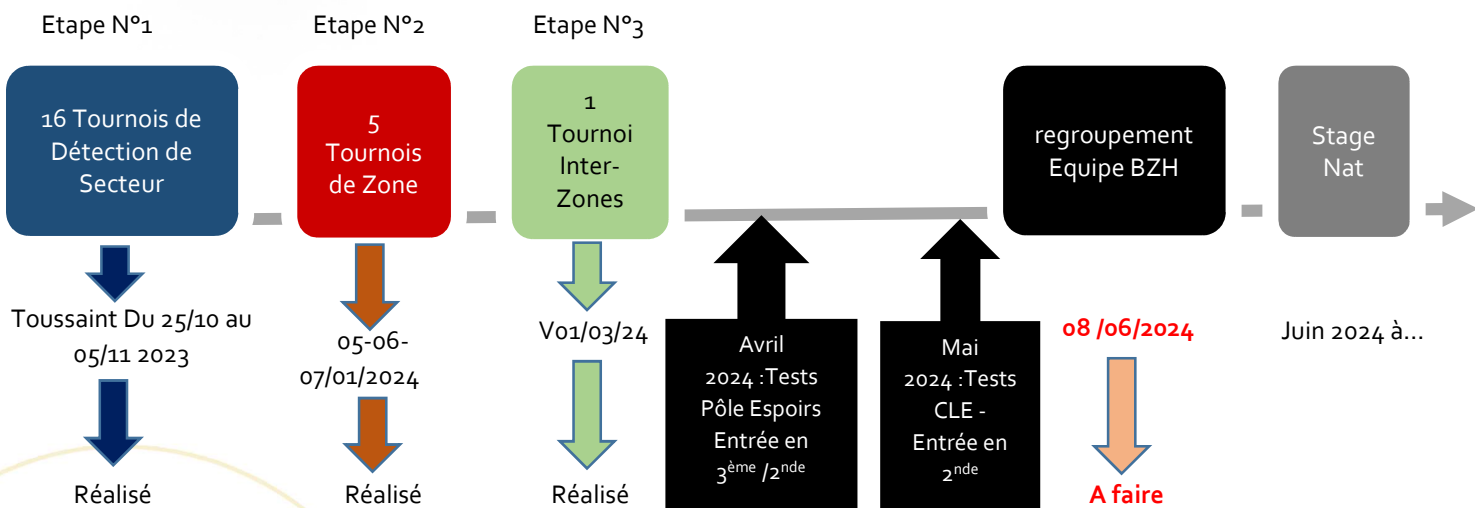 Etape N°1
Etape N°2
Etape N°3
16 Tournois de
Détection de
Secteur
5
Tournois
de Zone
1
Tournoi
Inter-
Zones
regroupement
Equipe BZH
Stage
Nat
Toussaint Du 25/10 au
05/11 2023
05-06-
07/01/2024
V01/03/24
Avril
2024 :Tests
Pôle Espoirs
Entrée en
3ème /2nde
Mai
2024 :Tests
CLE -
Entrée en
2nde
08 /06/2024
Juin 2024 à...
Réalisé
Réalisé
Réalisé
A faire